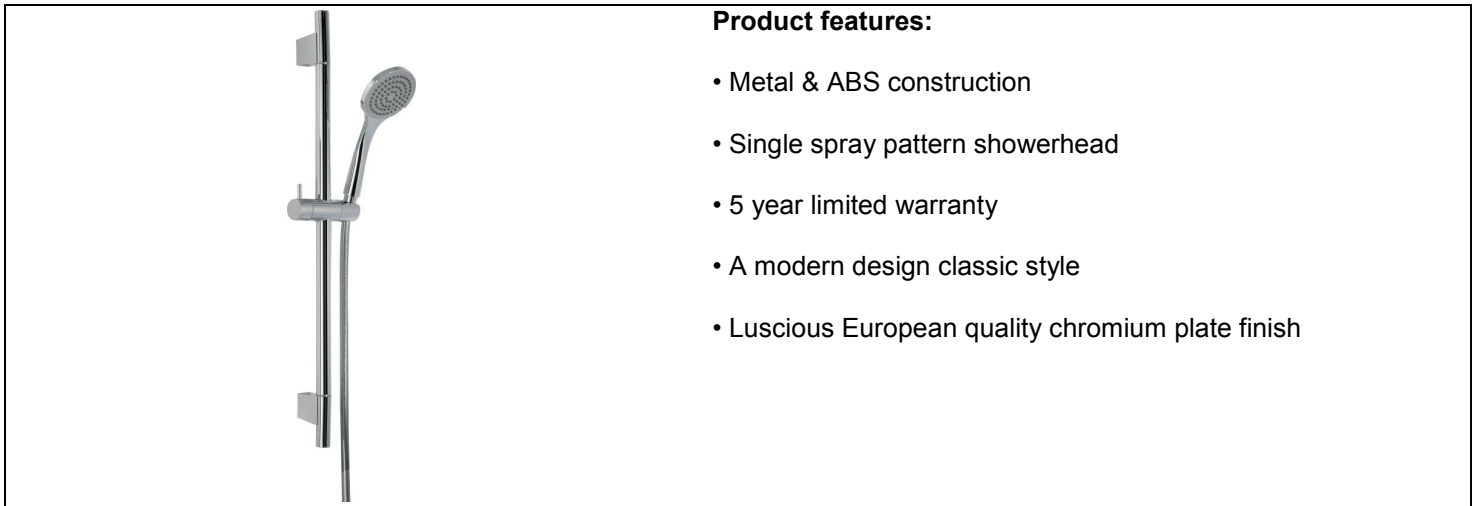 Product features:
• Metal & ABS construction
• Single spray pattern showerhead
• 5 year limited warranty
• A modern design classic style
• Luscious European quality chromium plate finish